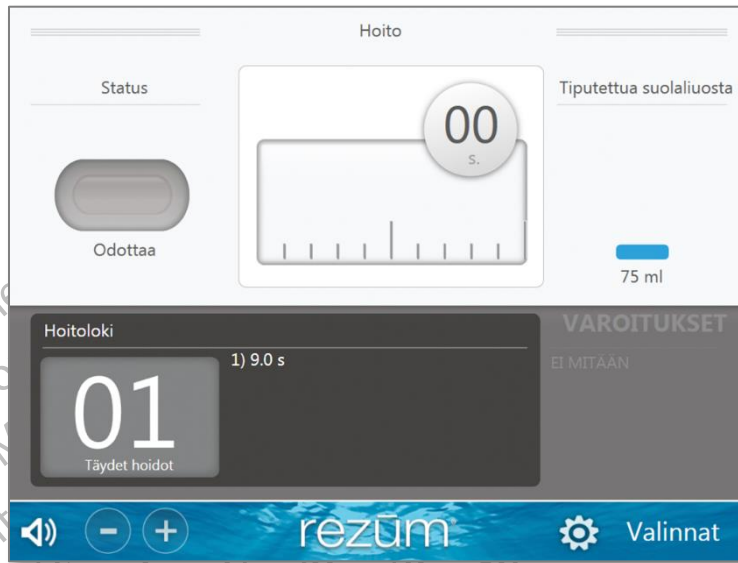 Hoito
Status
Tiputettua suolaliuosta
00
s.
Odottaa
75 ml
Hoitoloki
VAROITUKSET
1) 9.0 s
EI MITÄÄN
01
Täydet hoidot
- +
rezūm
Valinnat